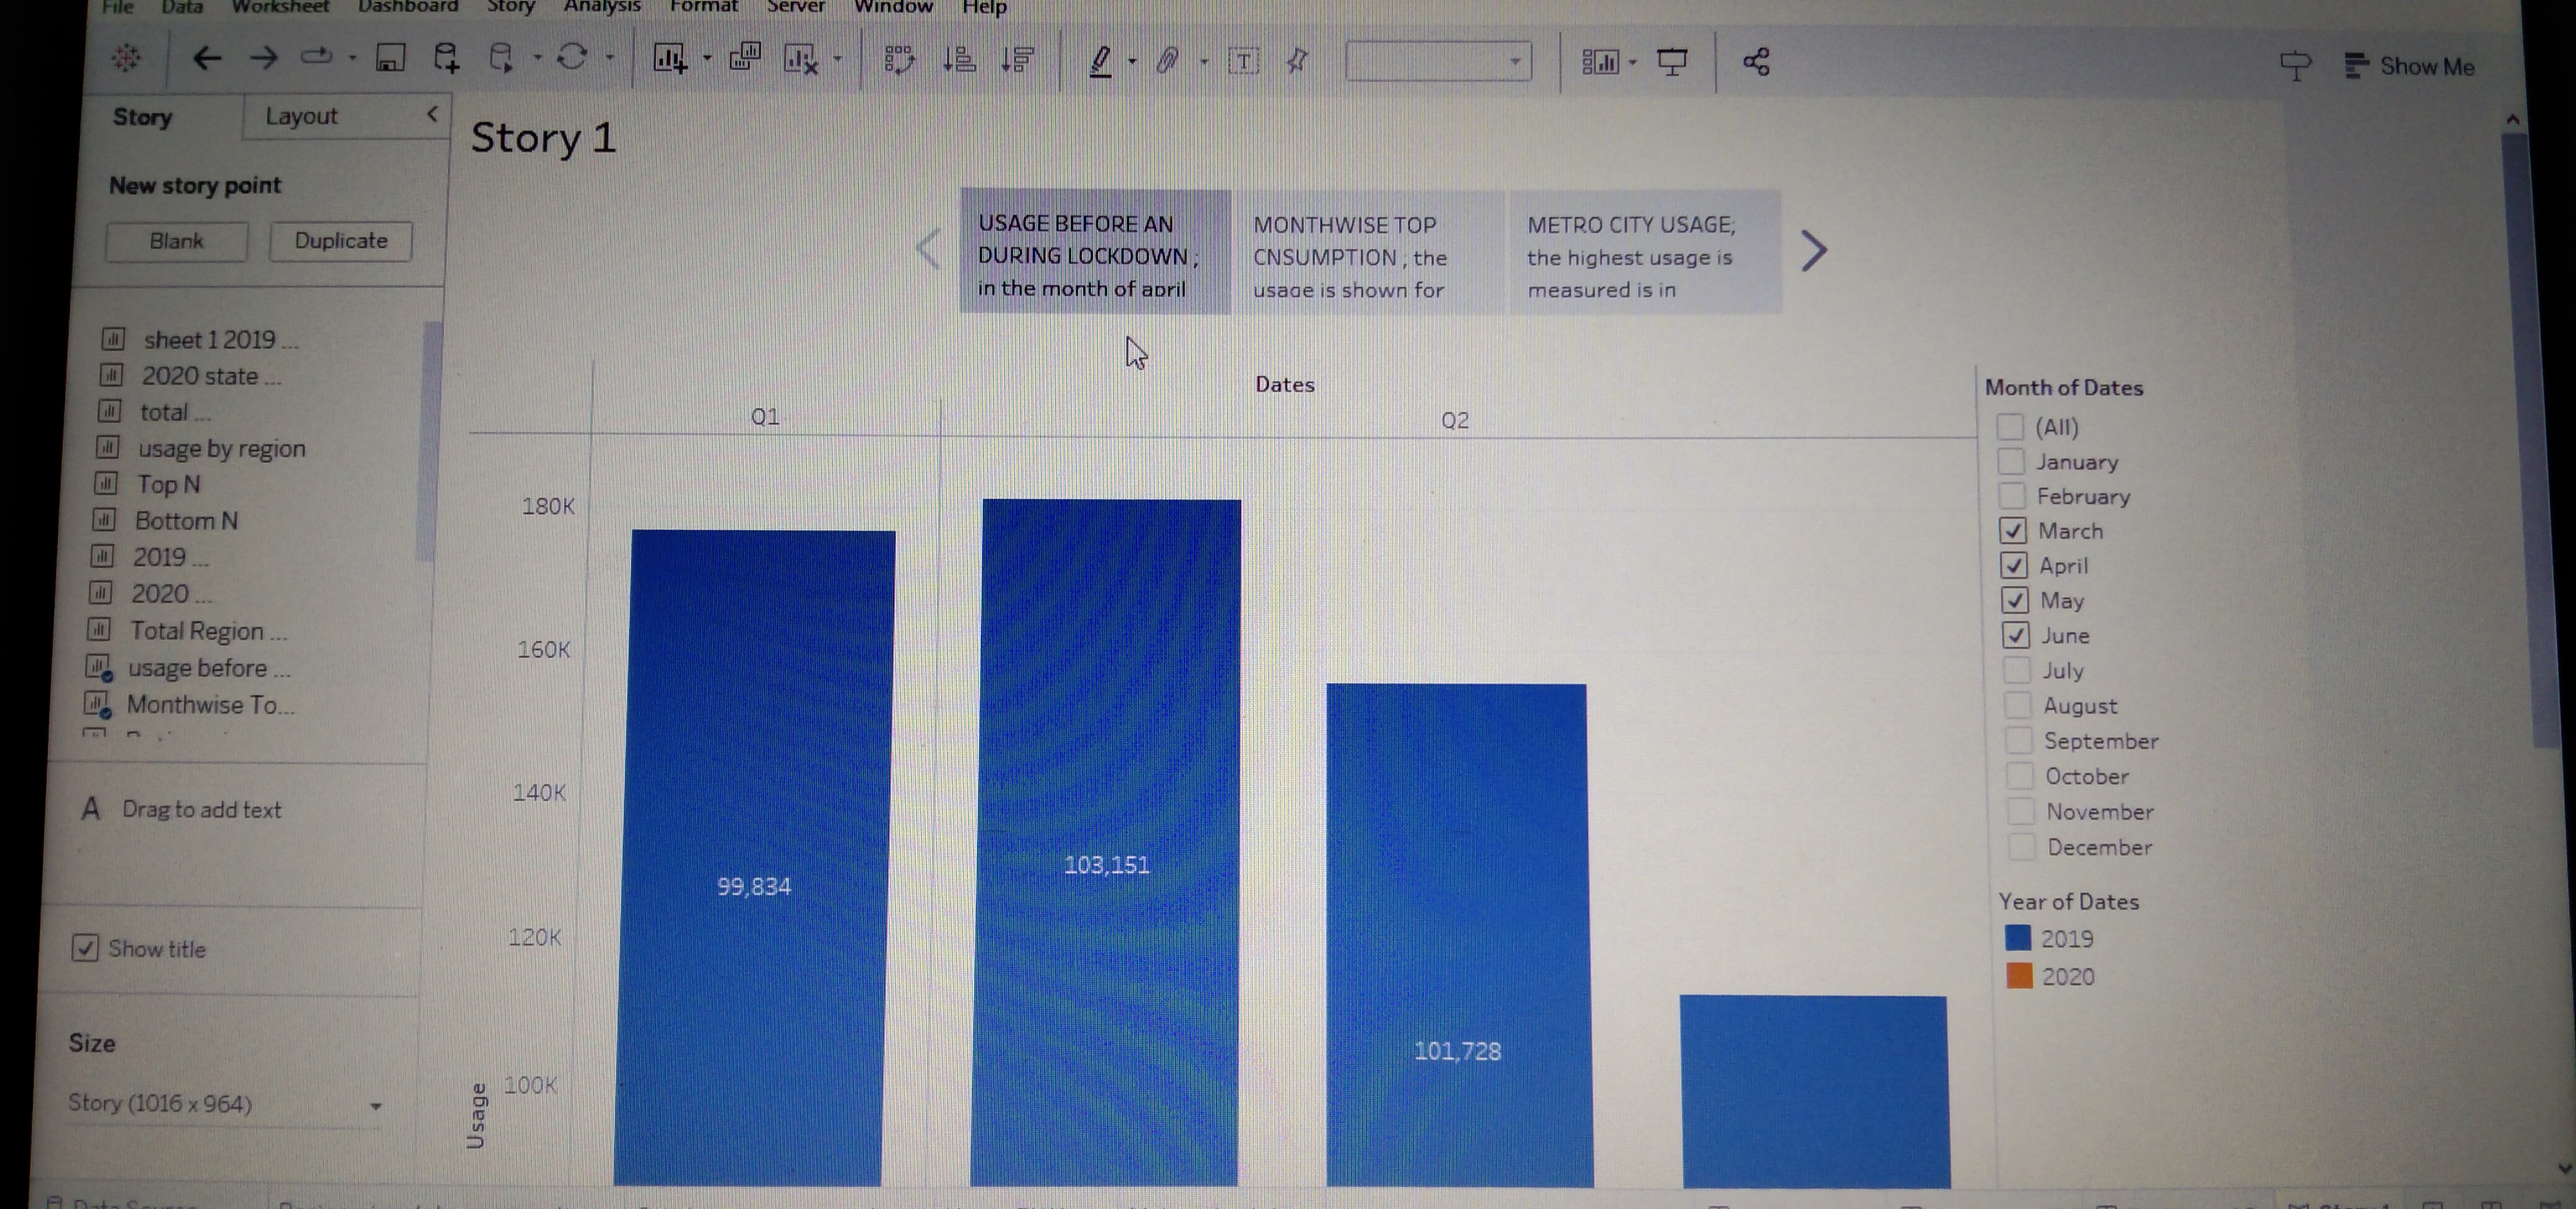 File Data Worksheet Dashboard Story Analysis Format Server Window Help
Show Me
Story Layout
New story point
Blank Duplicate
sheet 1 2019 ...
2020 state ...
total ...
usage by region
Top N
Bottom N
2019 ...
2020 ...
Total Region ...
usage before ...
Monthwise To...
A Drag to add text
Show title
Size
Story (1016 x 964)
Story 1
USAGE BEFORE AN
DURING LOCKDOWN ;
in the month of april
MONTHWISE TOP
CNSUMPTION ; the
usage is shown for
METRO CITY USAGE;
the highest usage is
measured is in
Dates
Q1 Q2
180K
160K
140K
120K
100K
Usage
99,834
103,151
101,728
Month of Dates
(All)
January
February
March
April
May
June
July
August
September
October
November
December
Year of Dates
2019
2020